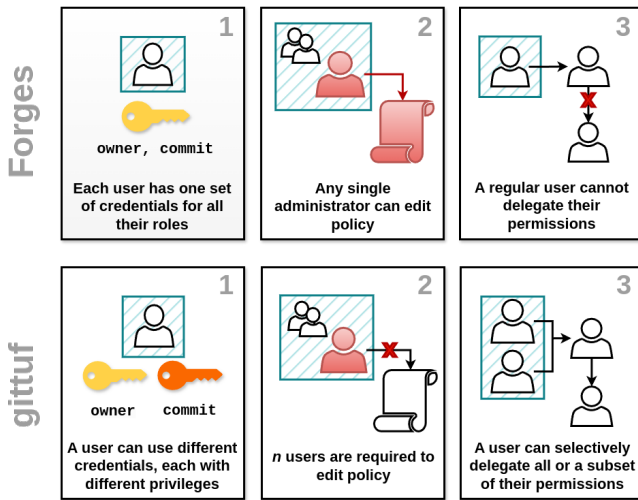 Forges
1
owner, commit
Each user has one set
of credentials for all
their roles
2
Any single
administrator can edit
policy
3
A regular user cannot
delegate their
permissions
gittuf
1
owner commit
A user can use different
credentials, each with
different privileges
2
n users are required to
edit policy
3
A user can selectively
delegate all or a subset
of their permissions